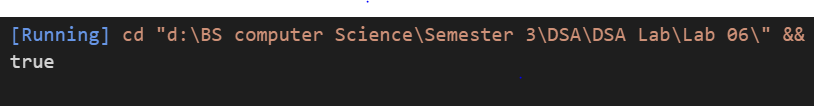 [Running] cd "d:\BS computer Science\Semester 3\DSA\DSA Lab\Lab 06\" &&
true